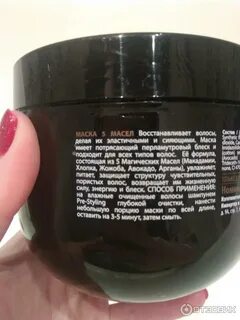 МАСКА 5 МАСЕЛ Восстанавливает волосы,
делая их эластичными и сияющими. Маска
имеет потрясающий перламутровый блеск и
подходит для всех типов волос. Её формула,
состоящая из 5 Магических Масел (Макадамии,
Хлопка, Жожоба, Авокадо, Арганы), увлажняет,
питает, защищает структуру чувствительных,
пористых волос, возвращает им жизненную
силу, энергию и блеск. СПОСОБ ПРИМЕНЕНИЯ:
на влажные очищенные волосы шампунем
Pre-Styling глубокой очистки, нанести
небольшую порцию маски по всей длине,
оставить на 3-5 минут, затем смыть.
Состав
отзовик